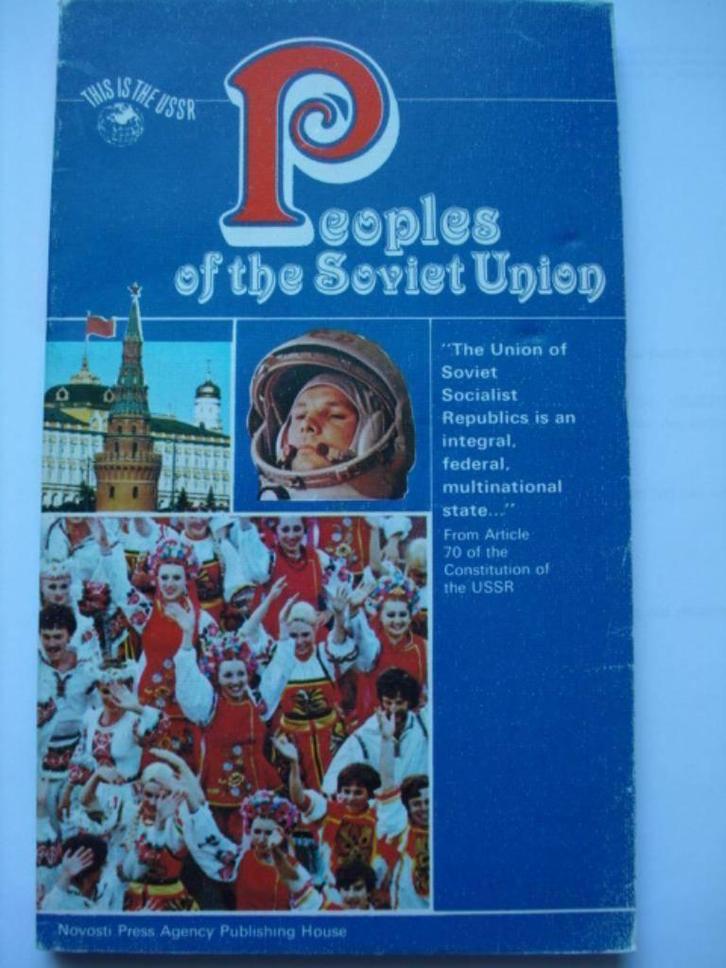 THIS IS THE USSR
Peoples
of the Soviet Union
"The Union of
Soviet
Socialist
Republics is an
integral,
federal,
multinational
state..."
From Article
70 of the
Constitution of
the USSR
Novosti Press Agency Publishing House